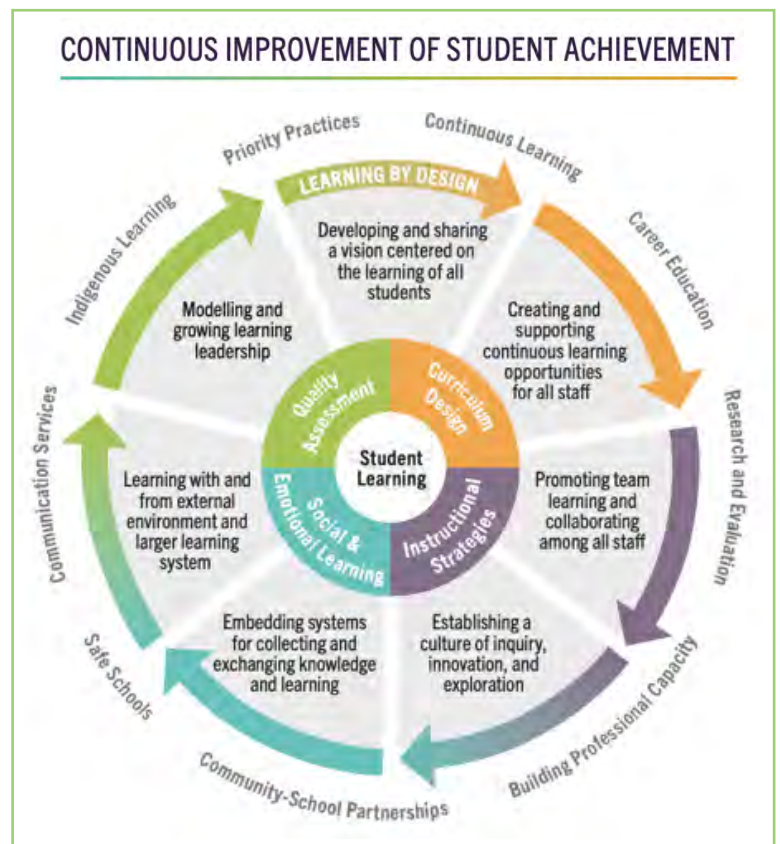 CONTINUOUS IMPROVEMENT OF STUDENT ACHIEVEMENT
Priority Practices
Continuous Learning
Career Education
Research and Evaluation
Building Professional Capacity
Community-School Partnerships
Safe Schools
Communication Services
Indigenous Learning
LEARNING BY DESIGN
Developing and sharing
a vision centered on
the learning of all
students
Creating and
supporting
continuous learning
opportunities
for all staff
Promoting team
learning and
collaborating
among all staff
Establishing a
culture of inquiry,
innovation, and
exploration
Embedding systems
for collecting and
exchanging knowledge
and learning
Learning with and
from external
environment and
larger learning
system
Modelling and
growing learning
leadership
Quality
Assessment
Curriculum
Design
Instructional
Strategies
Social &
Emotional Learning
Student
Learning